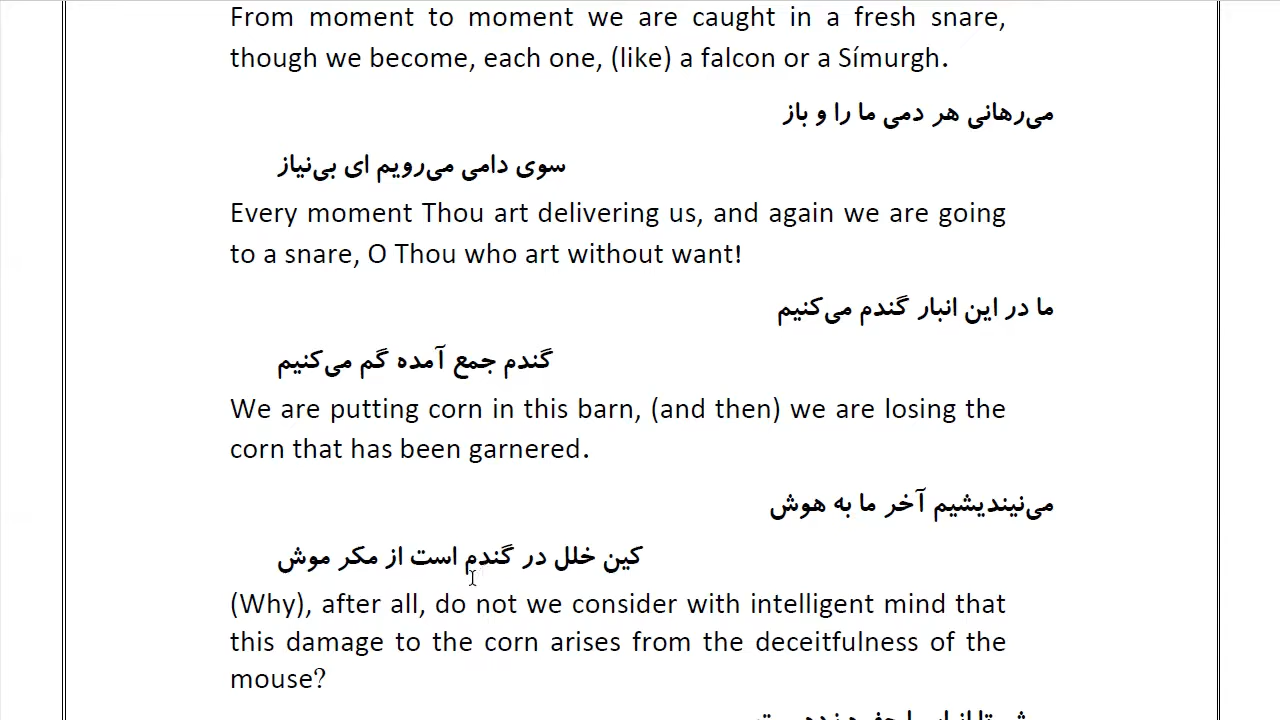 From moment to moment we are caught in a fresh snare,
though we become, each one, (like) a falcon or a Símurgh.
می‌رهانی هر دمی ما را و باز
سوی دامی می‌رویم ای بی‌نیاز
Every moment Thou art delivering us, and again we are going
to a snare, O Thou who art without want!
ما در این انبار گندم می‌کنیم
گندم جمع آمده گم می‌کنیم
We are putting corn in this barn, (and then) we are losing the
corn that has been garnered.
می‌نیندیشیم آخر ما به هوش
کین خلل در گندم است از مکر موش
(Why), after all, do not we consider with intelligent mind that
this damage to the corn arises from the deceitfulness of the
mouse?